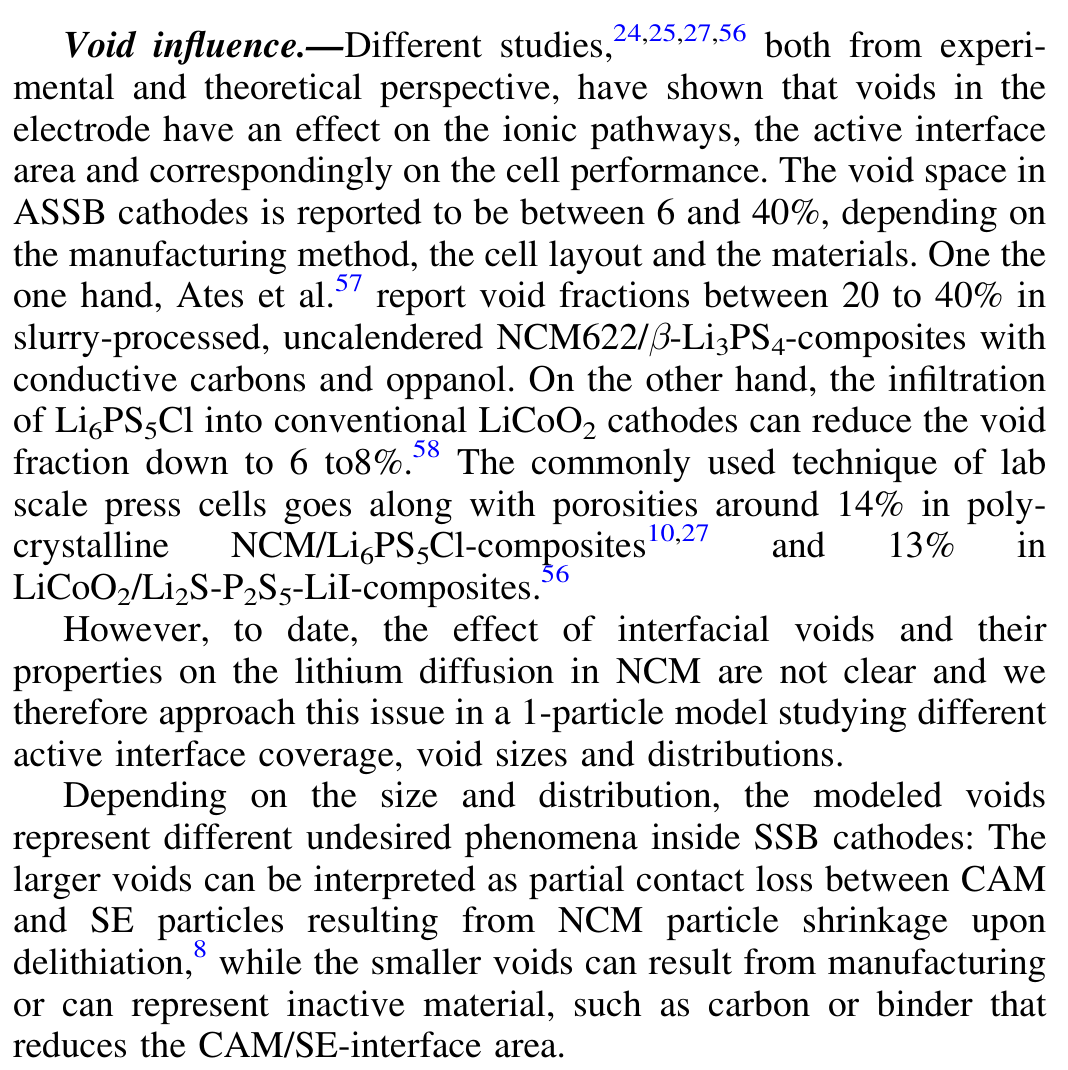 Void influence.—Different studies,24,25,27,56 both from experi-
mental and theoretical perspective, have shown that voids in the
electrode have an effect on the ionic pathways, the active interface
area and correspondingly on the cell performance. The void space in
ASSB cathodes is reported to be between 6 and 40%, depending on
the manufacturing method, the cell layout and the materials. One the
one hand, Ates et al.57 report void fractions between 20 to 40% in
slurry-processed, uncalendered NCM622/β-Li3PS4-composites with
conductive carbons and oppanol. On the other hand, the infiltration
of Li6PS5Cl into conventional LiCoO2 cathodes can reduce the void
fraction down to 6 to8%.58 The commonly used technique of lab
scale press cells goes along with porosities around 14% in poly-
crystalline NCM/Li6PS5Cl-composites10,27 and 13% in
LiCoO2/Li2S-P2S5-LiI-composites.56
However, to date, the effect of interfacial voids and their
properties on the lithium diffusion in NCM are not clear and we
therefore approach this issue in a 1-particle model studying different
active interface coverage, void sizes and distributions.
Depending on the size and distribution, the modeled voids
represent different undesired phenomena inside SSB cathodes: The
larger voids can be interpreted as partial contact loss between CAM
and SE particles resulting from NCM particle shrinkage upon
delithiation,8 while the smaller voids can result from manufacturing
or can represent inactive material, such as carbon or binder that
reduces the CAM/SE-interface area.